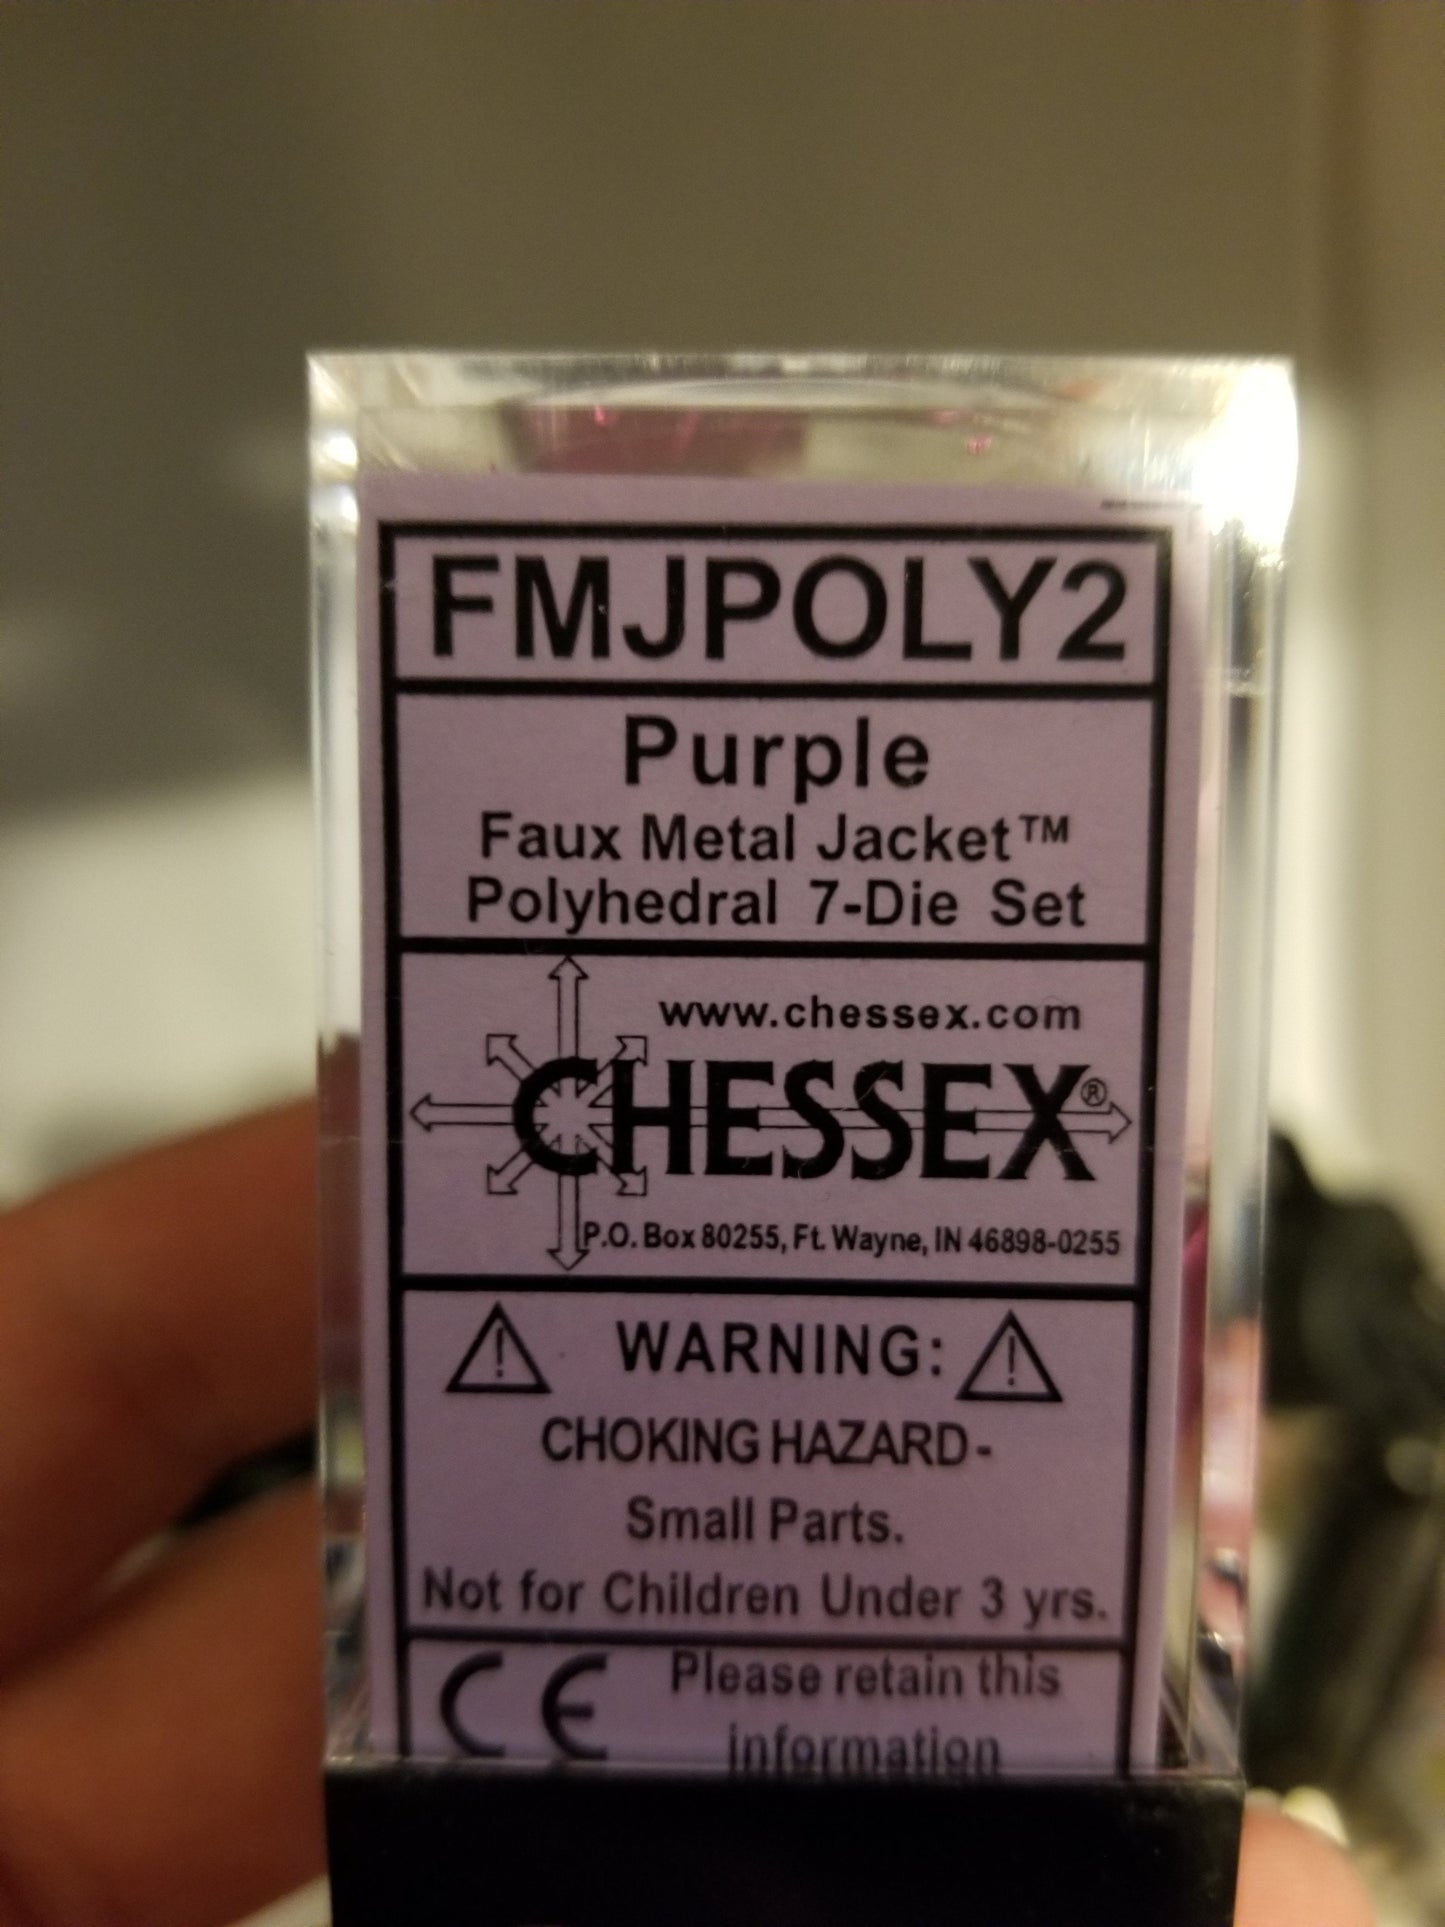 FMJPOLY2
Purple
Faux Metal Jacket™
Polyhedral 7-Die Set
www.chessex.com
CHESSEX®
P.O. Box 80255, Ft. Wayne, IN 46898-0255
WARNING:
CHOKING HAZARD-
Small Parts.
Not for Children Under 3 yrs.
CE Please retain this
information